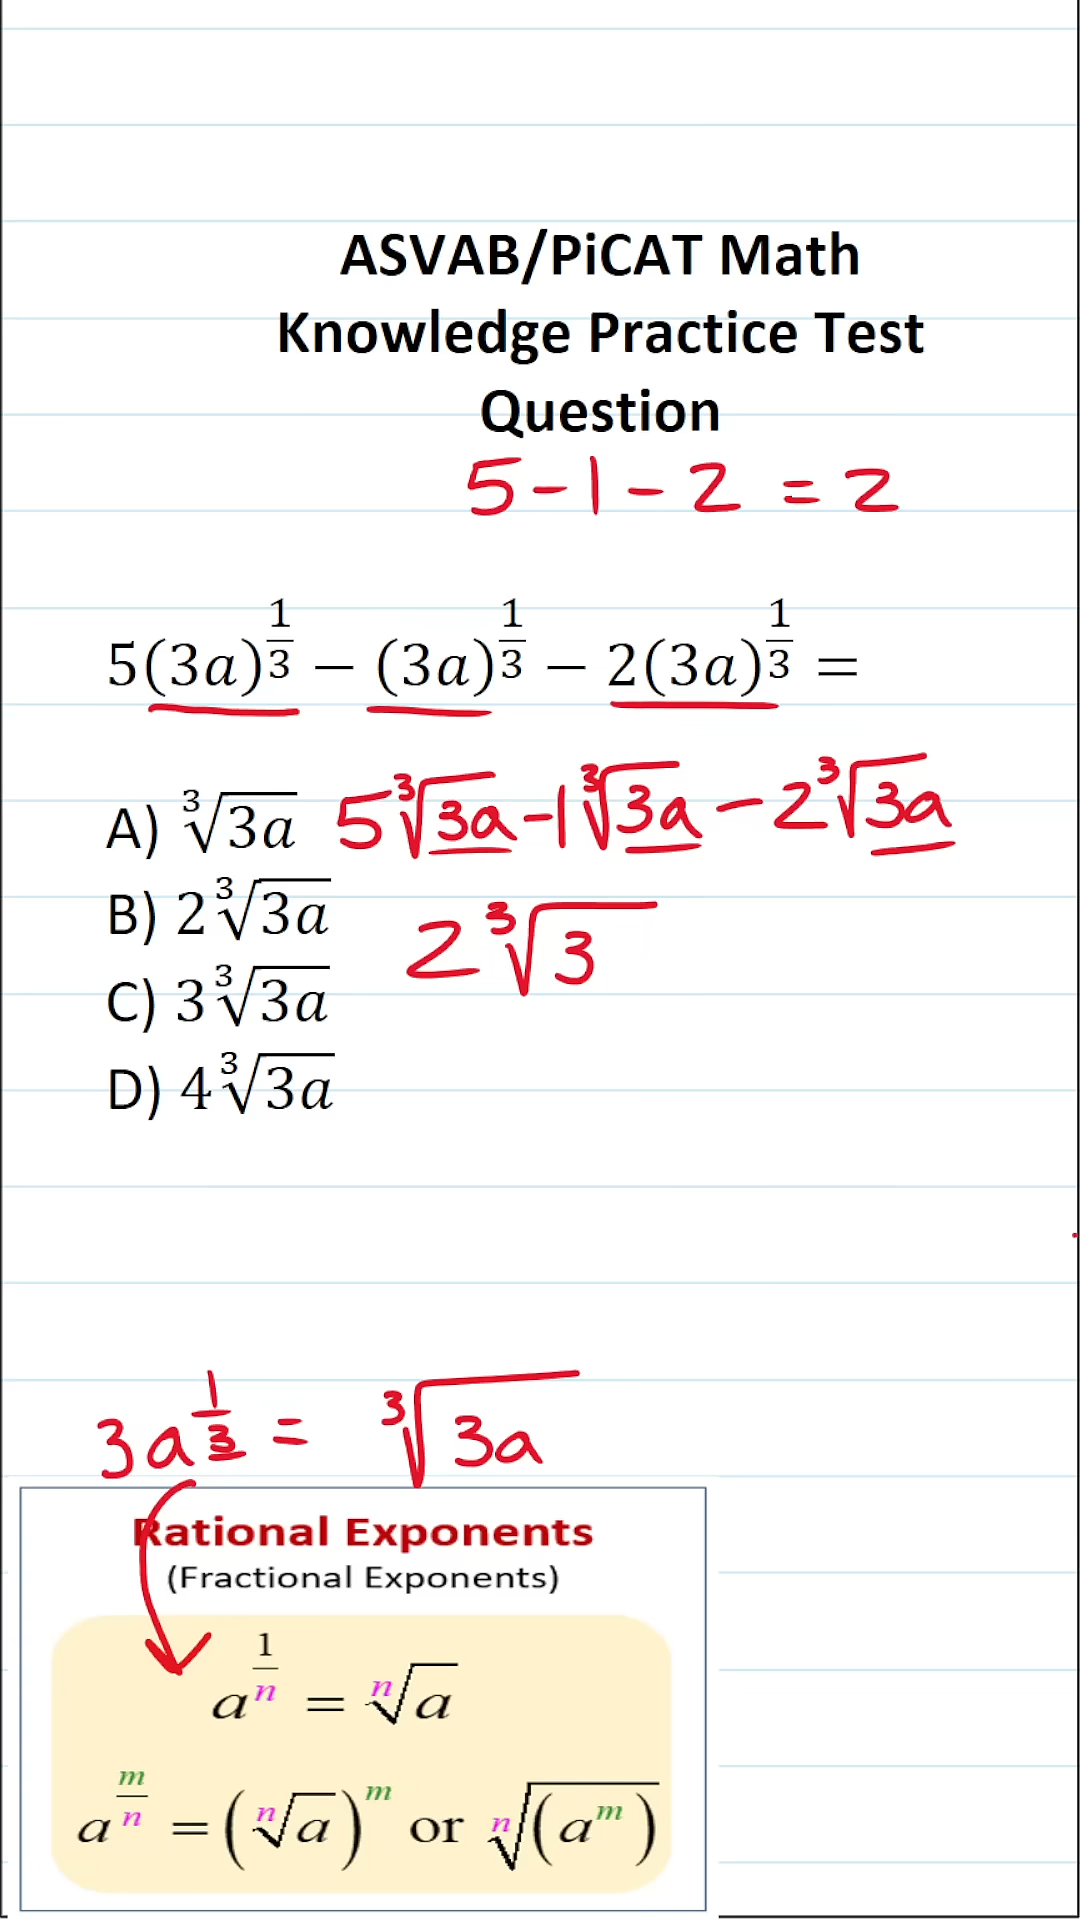 ASVAB/PiCAT Math
Knowledge Practice Test
Question
5 - 1 - 2 = 2
5(3a)^{1/3} − (3a)^{1/3} − 2(3a)^{1/3} =
A) ∛(3a) 5∛(3a) - 1∛(3a) - 2∛(3a)
B) 2∛(3a) 2∛3
C) 3∛(3a)
D) 4∛(3a)
3a^{1/3} = ∛(3a)
Rational Exponents
(Fractional Exponents)
a^{1/n} = ⁿ√a
a^{m/n} = (ⁿ√a)^m or ⁿ√(a^m)